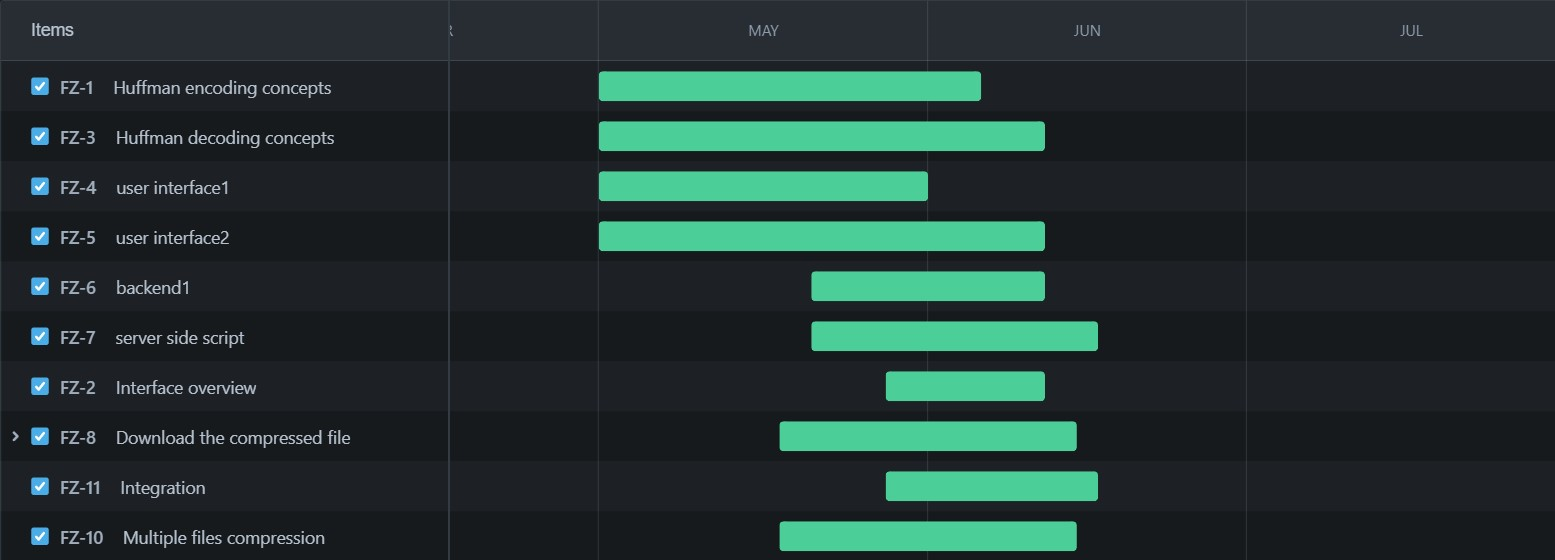 Items MAY JUN JUL
FZ-1 Huffman encoding concepts
FZ-3 Huffman decoding concepts
FZ-4 user interface1
FZ-5 user interface2
FZ-6 backend1
FZ-7 server side script
FZ-2 Interface overview
FZ-8 Download the compressed file
FZ-11 Integration
FZ-10 Multiple files compression